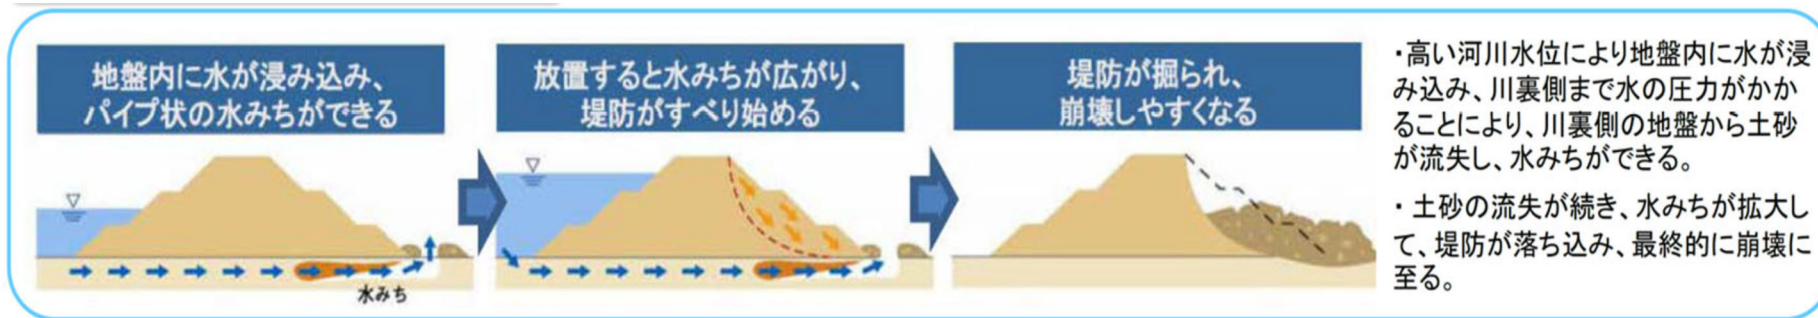 地盤内に水が浸み込み、
パイプ状の水みちができる
放置すると水みちが広がり、
堤防がすべり始める
堤防が掘られ、
崩壊しやすくなる
水みち
・高い河川水位により地盤内に水が浸
み込み、川裏側まで水の圧力がかか
ることにより、川裏側の地盤から土砂
が流失し、水みちができる。
・ 土砂の流失が続き、水みちが拡大し
て、堤防が落ち込み、最終的に崩壊に
至る。